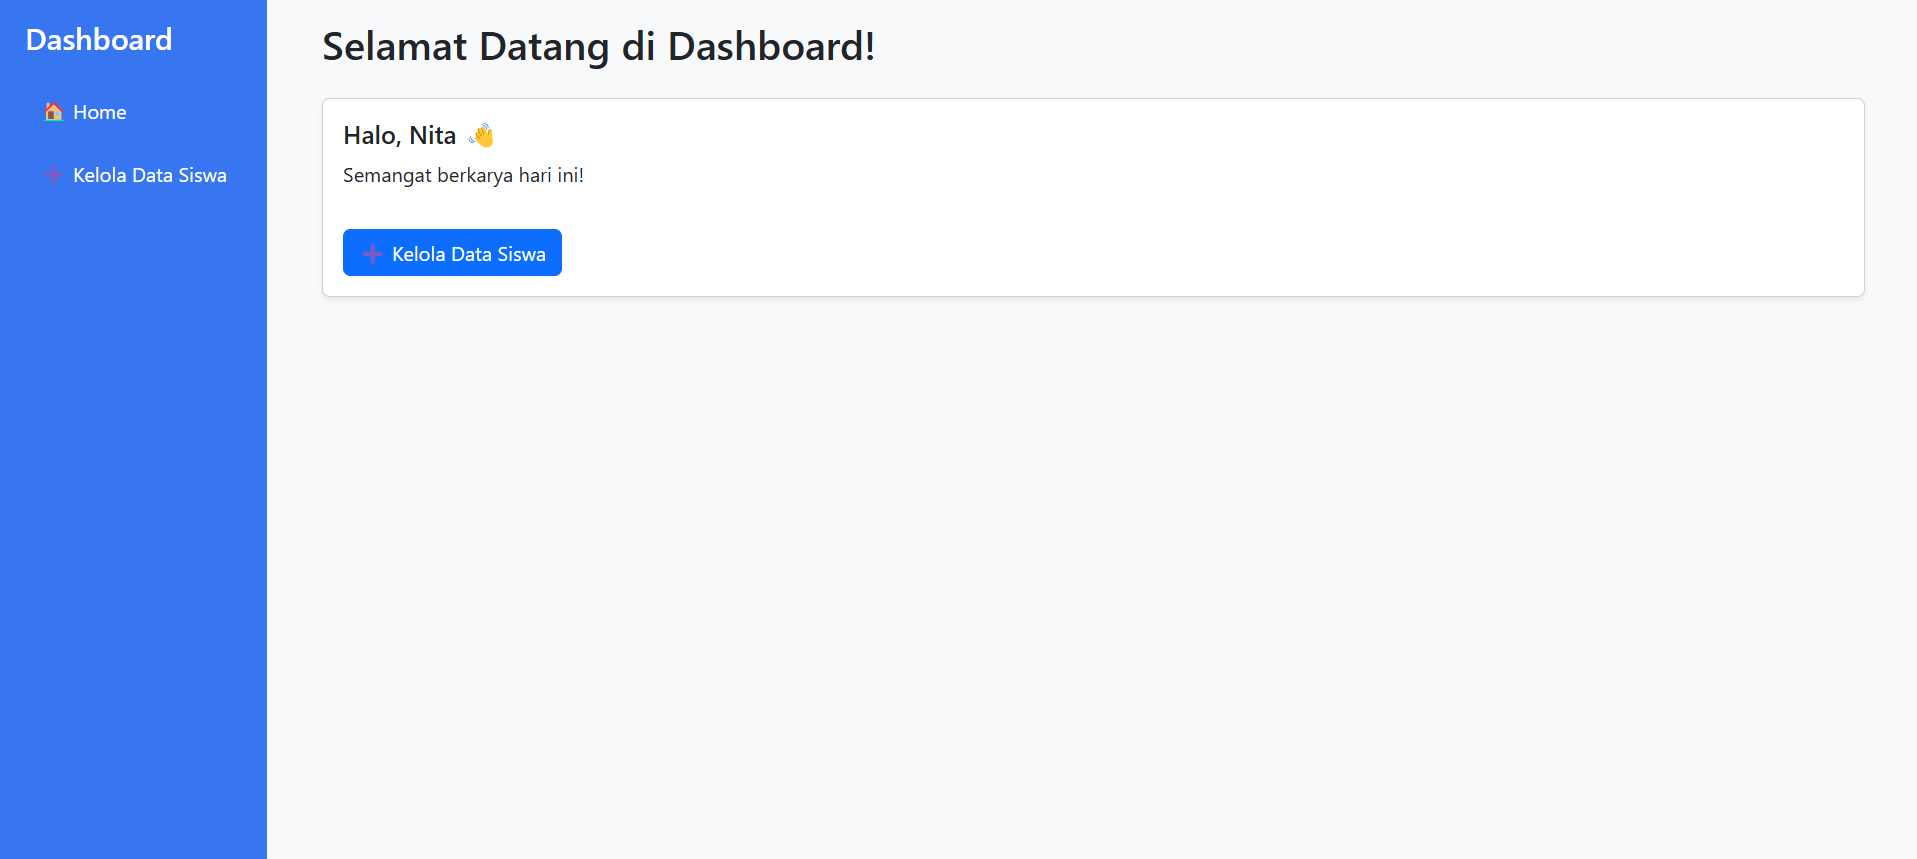 Dashboard
🏠 Home
➕ Kelola Data Siswa
Selamat Datang di Dashboard!
Halo, Nita 👋
Semangat berkarya hari ini!
➕ Kelola Data Siswa